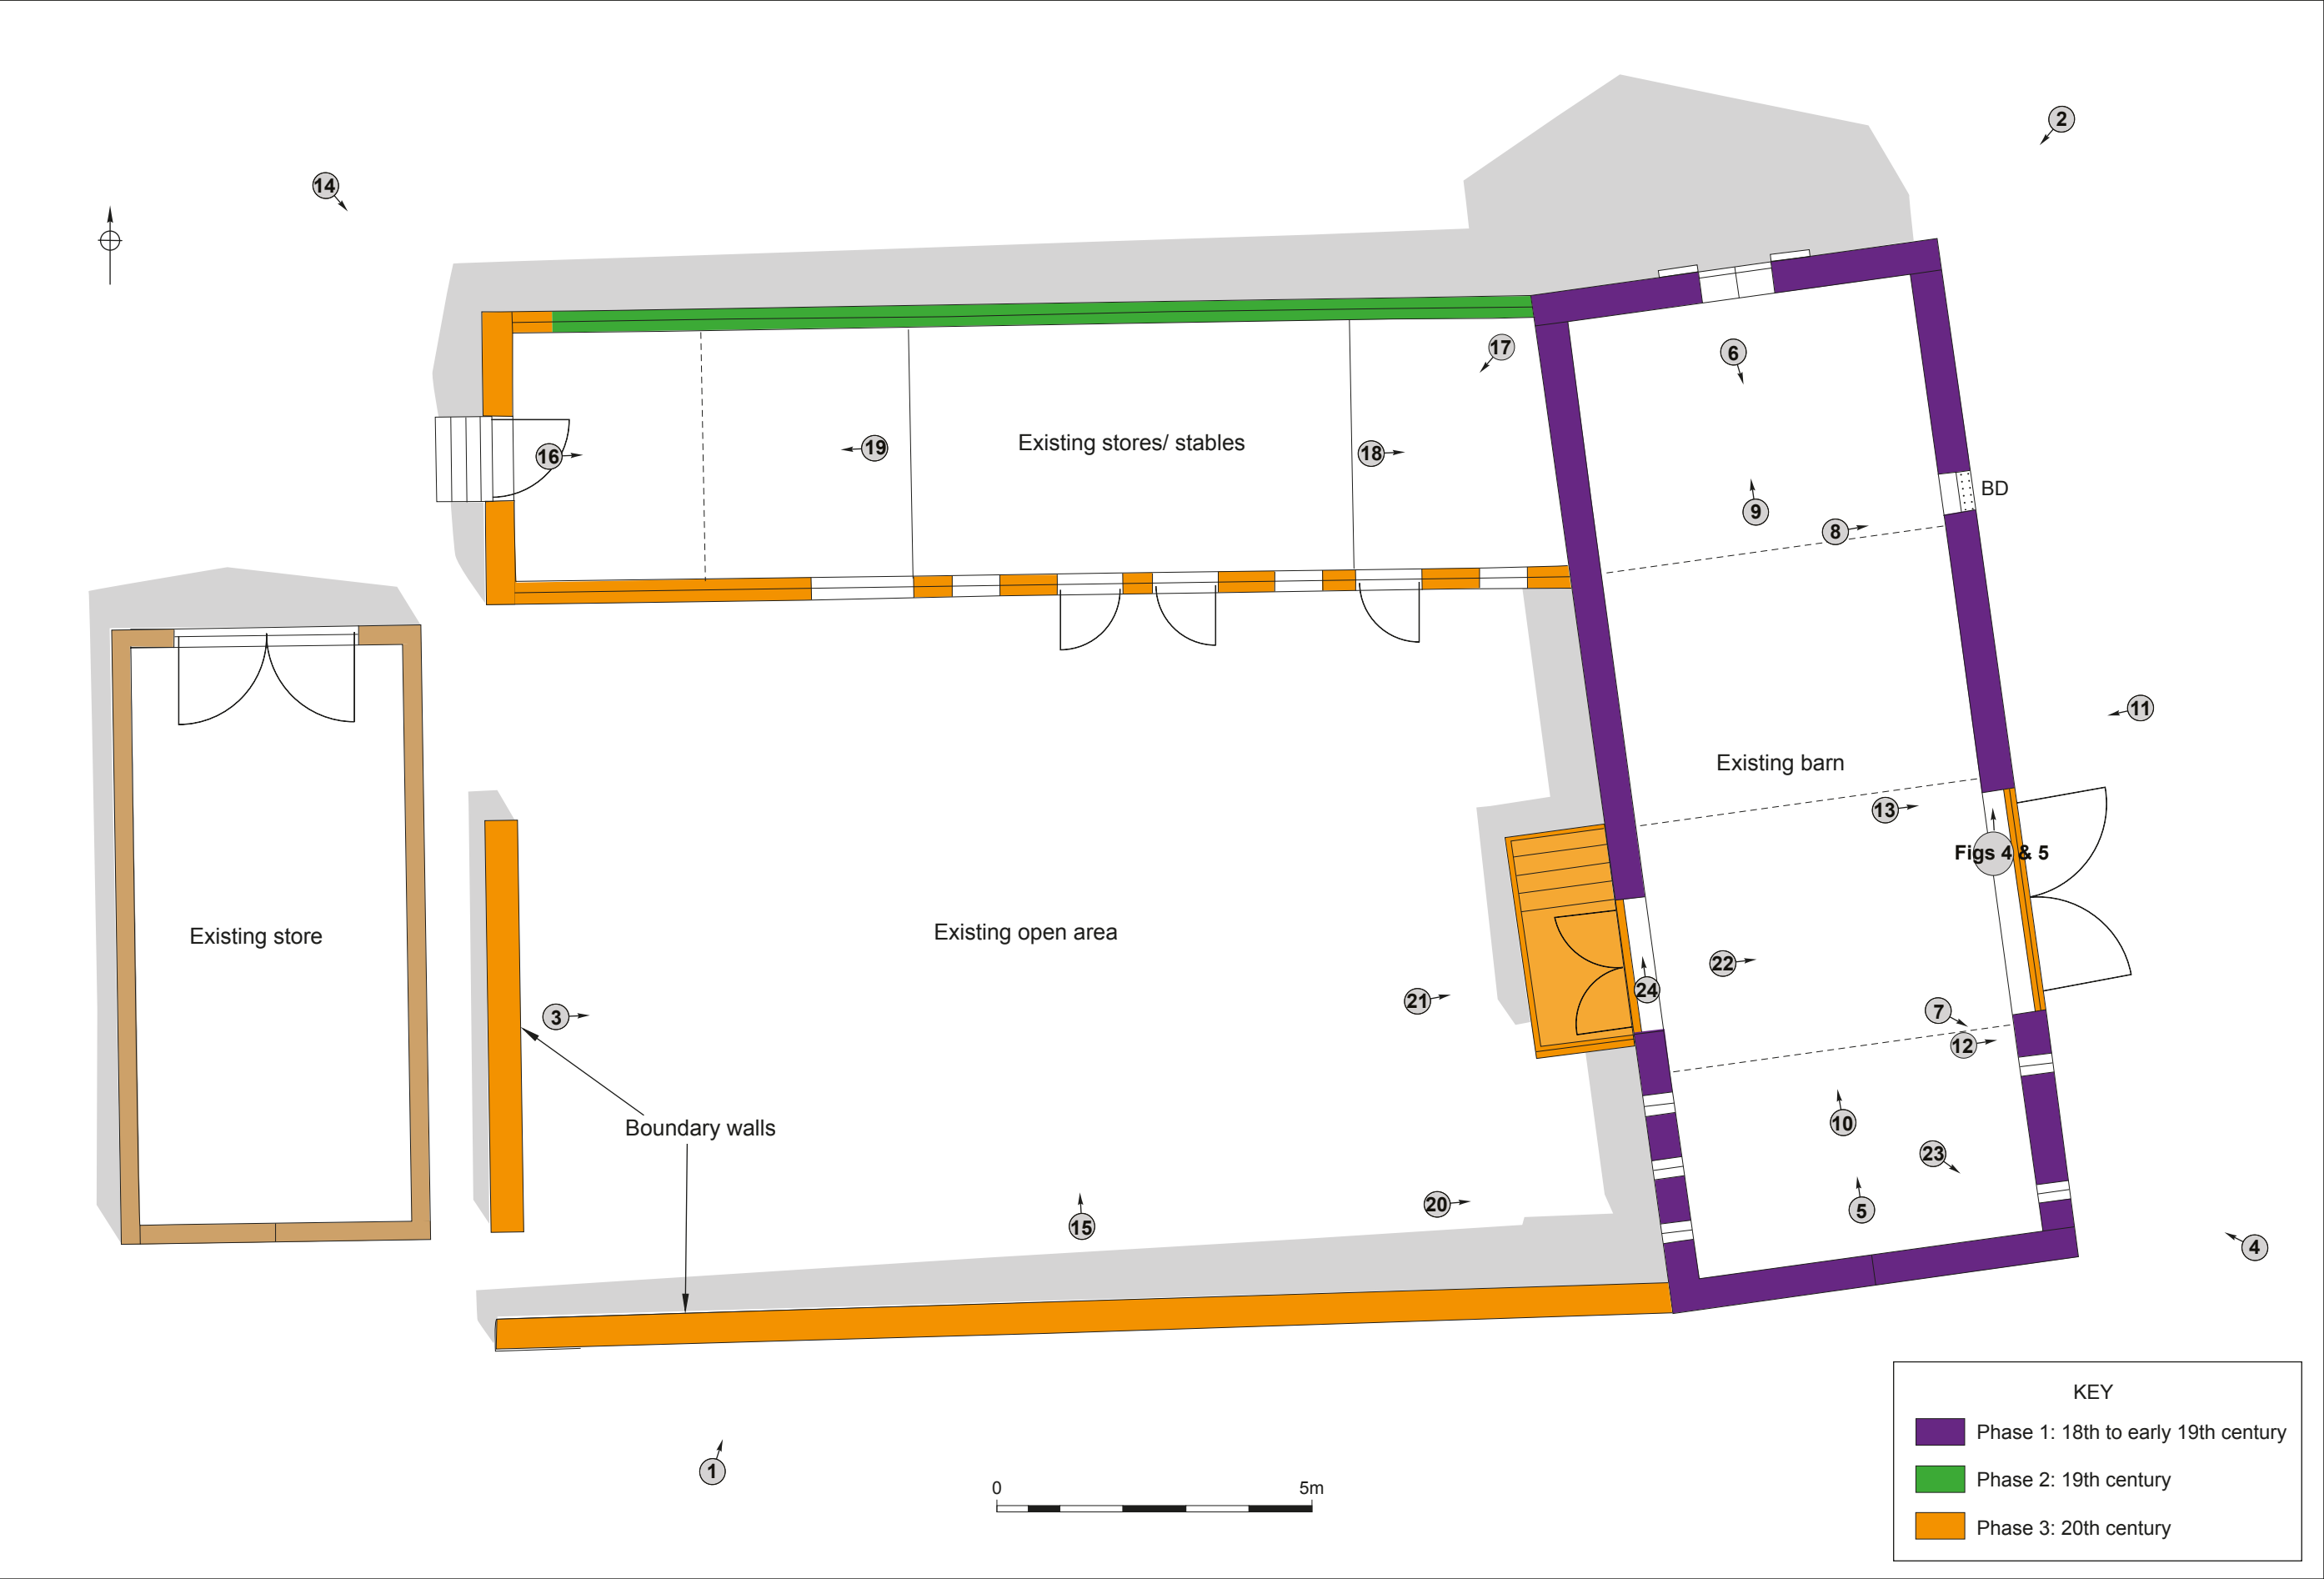 2
14
17
6
Existing stores/ stables
19
16
18
BD
9
8
11
Existing barn
13
Figs 4 & 5
Existing store
Existing open area
22
24
21
3
7
12
Boundary walls
10
23
20
5
15
4
KEY
Phase 1: 18th to early 19th century
Phase 2: 19th century
Phase 3: 20th century
1
0
5m